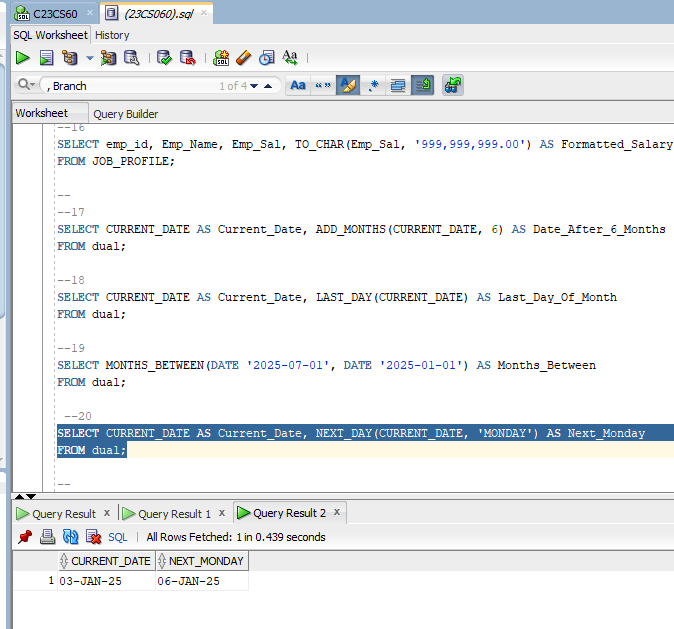 C23CS60 × (23CS060).sql ×
SQL Worksheet History
, Branch 1 of 4 Aa “ ” .*
Worksheet Query Builder
--16
SELECT emp_id, Emp_Name, Emp_Sal, TO_CHAR(Emp_Sal, '999,999,999.00') AS Formatted_Salary
FROM JOB_PROFILE;
--
--17
SELECT CURRENT_DATE AS Current_Date, ADD_MONTHS(CURRENT_DATE, 6) AS Date_After_6_Months
FROM dual;
--18
SELECT CURRENT_DATE AS Current_Date, LAST_DAY(CURRENT_DATE) AS Last_Day_Of_Month
FROM dual;
--19
SELECT MONTHS_BETWEEN(DATE '2025-07-01', DATE '2025-01-01') AS Months_Between
FROM dual;
--20
SELECT CURRENT_DATE AS Current_Date, NEXT_DAY(CURRENT_DATE, 'MONDAY') AS Next_Monday
FROM dual;
--
Query Result × Query Result 1 × Query Result 2 ×
SQL | All Rows Fetched: 1 in 0.439 seconds
CURRENT_DATE NEXT_MONDAY
1 03-JAN-25 06-JAN-25